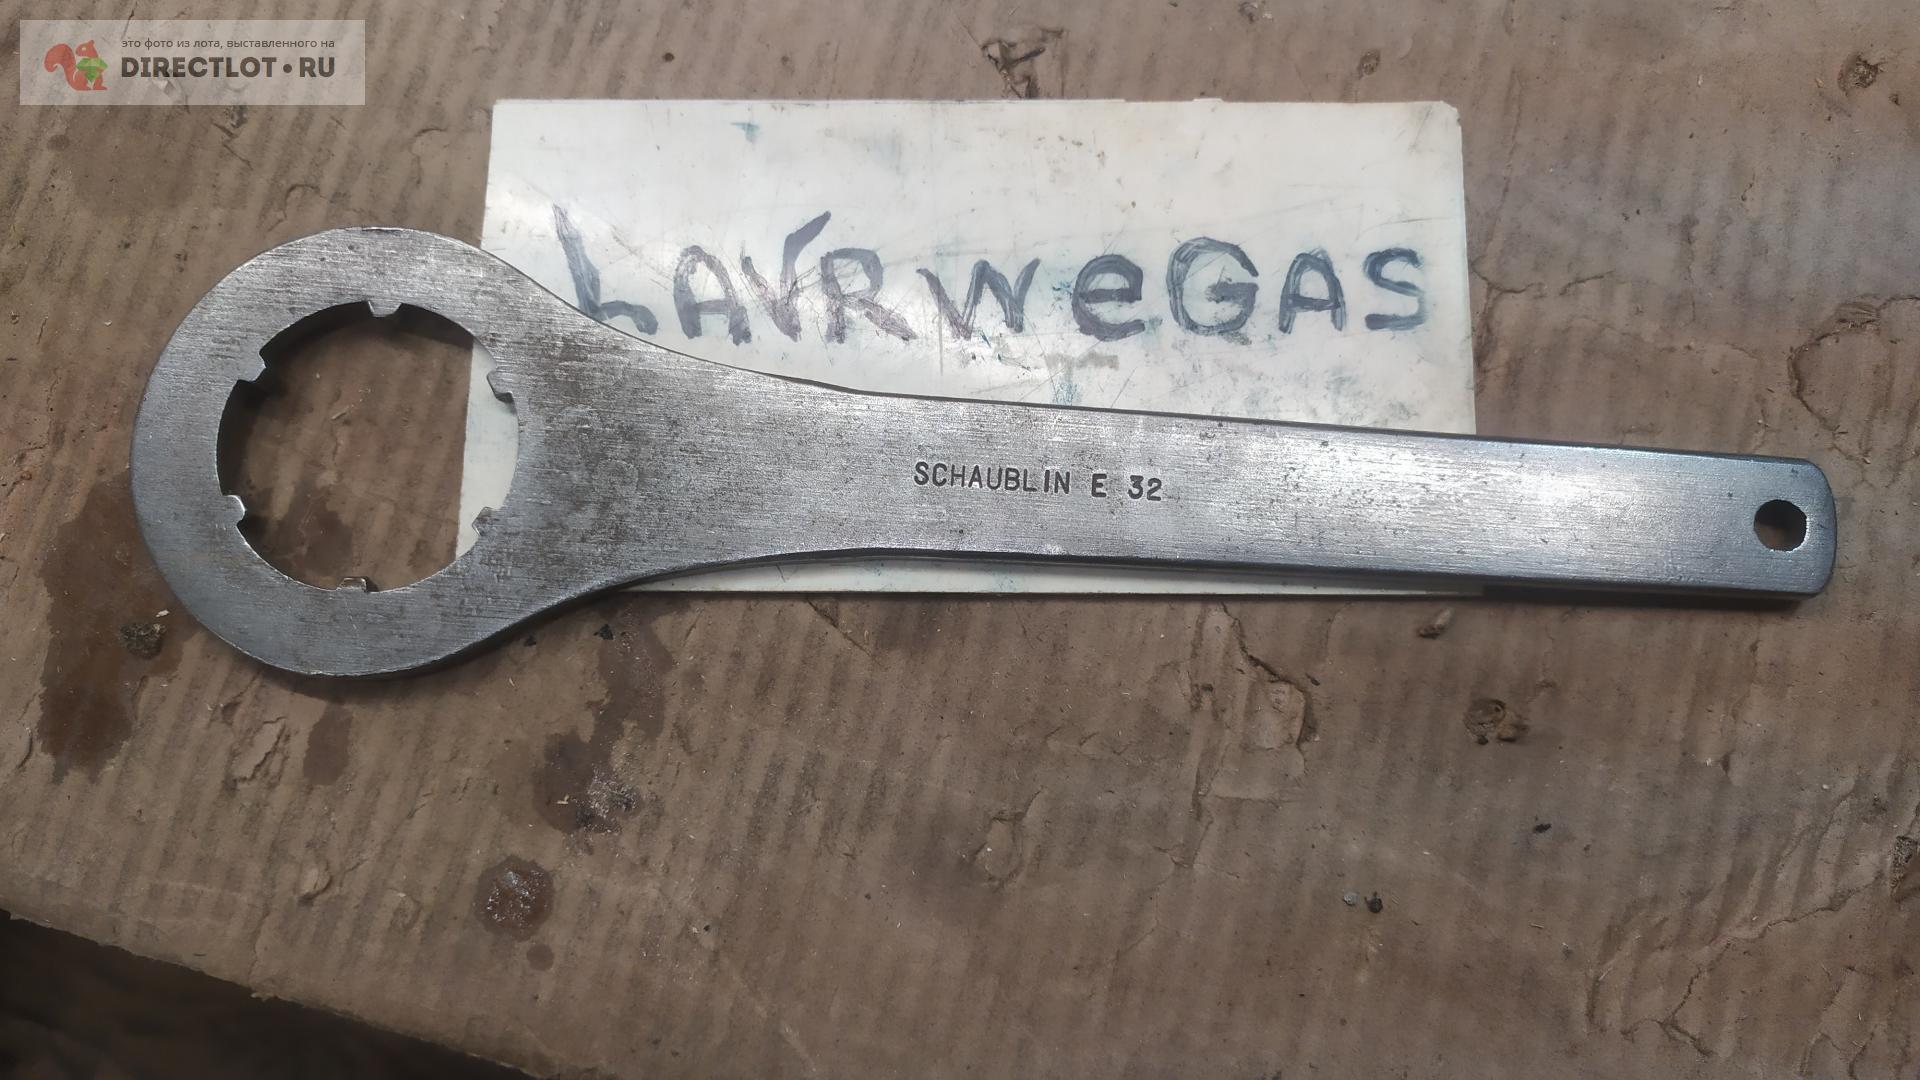 это фото из лота, выставленного на
DIRECTLOT•RU
LAVRWeGAS
SCHAUBLIN E 32